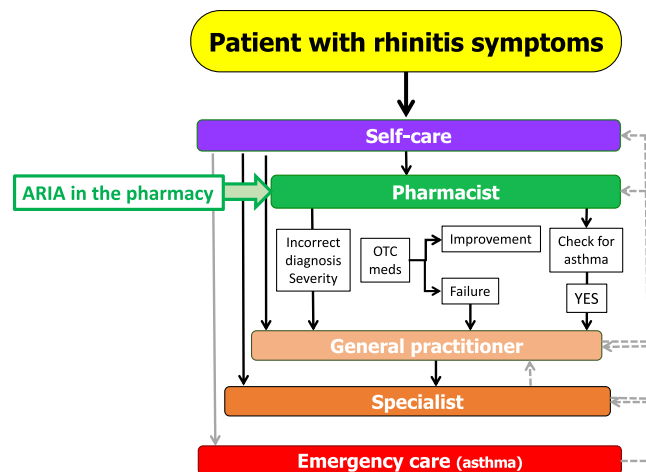 Patient with rhinitis symptoms
Self-care
ARIA in the pharmacy
Pharmacist
Incorrect
diagnosis
Severity
OTC
meds
Improvement
Failure
Check for
asthma
YES
General practitioner
Specialist
Emergency care (asthma)